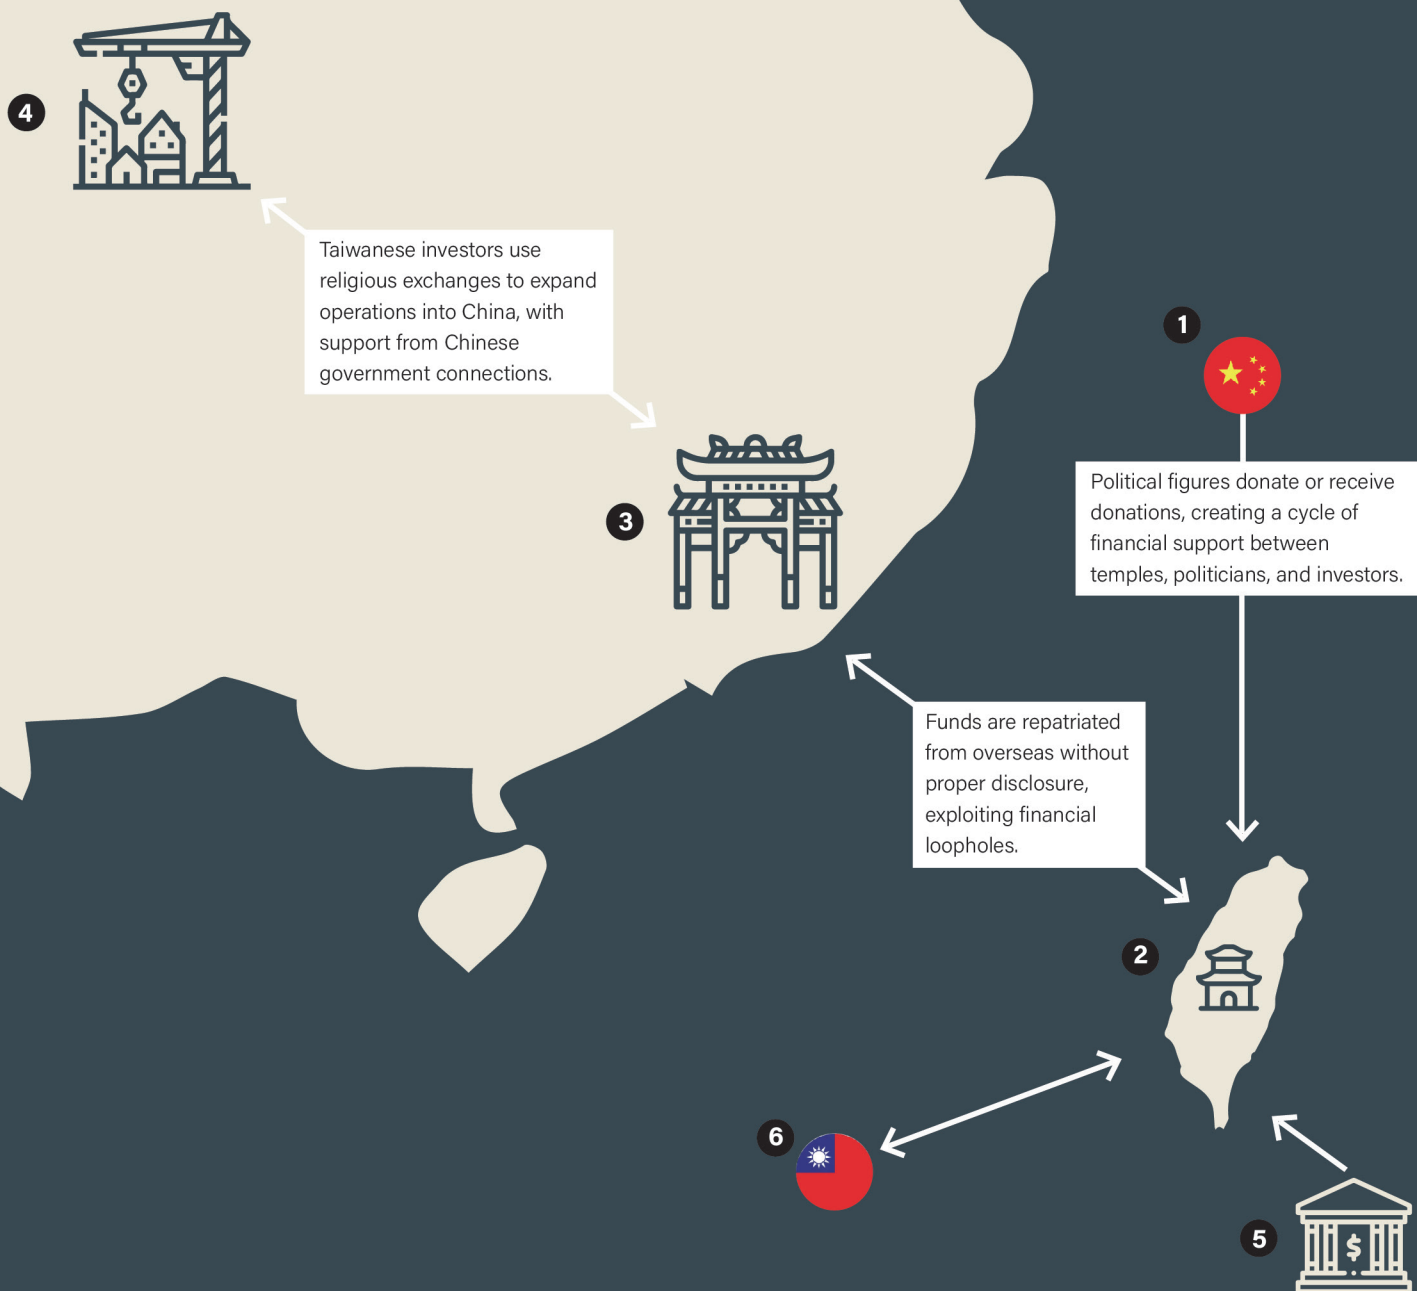 4
Taiwanese investors use
religious exchanges to expand
operations into China, with
support from Chinese
government connections.
1
Political figures donate or receive
donations, creating a cycle of
financial support between
temples, politicians, and investors.
3
Funds are repatriated
from overseas without
proper disclosure,
exploiting financial
loopholes.
2
6
5
$